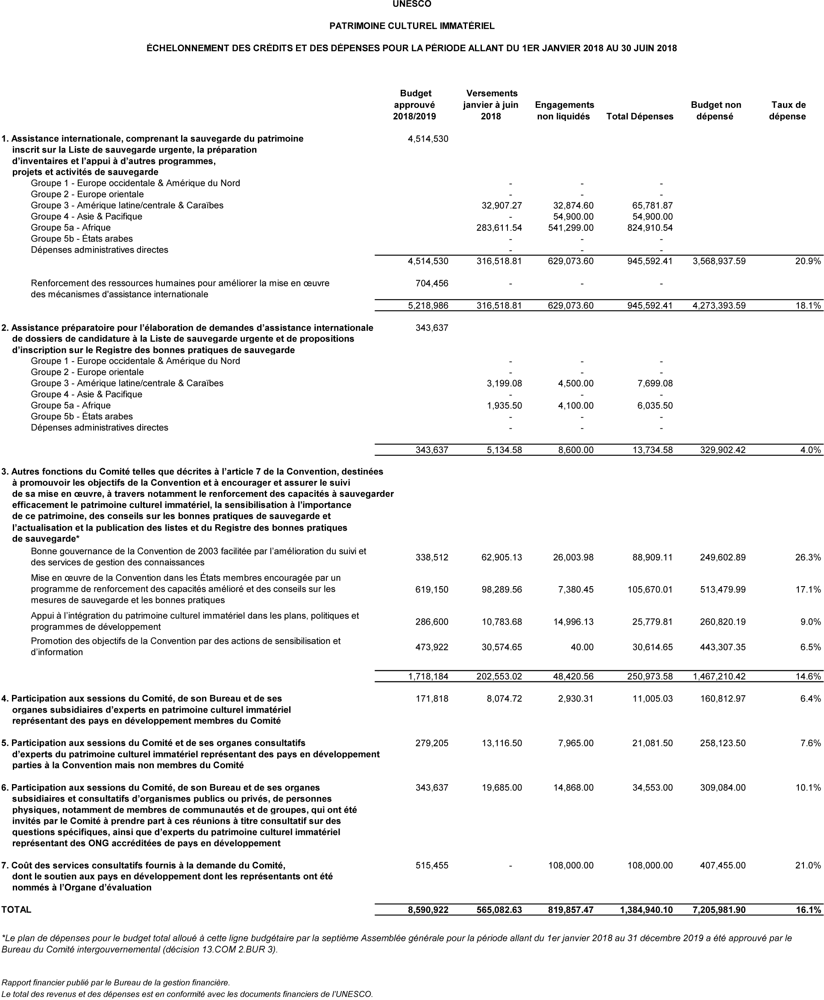 UNESCO
PATRIMOINE CULTUREL IMMATÉRIEL
ÉCHELONNEMENT DES CRÉDITS ET DES DÉPENSES POUR LA PÉRIODE ALLANT DU 1ER JANVIER 2018 AU 30 JUIN 2018
Budget Versements
approuvé janvier à juin Engagements Budget non Taux de
2018/2019 2018 non liquidés Total Dépenses dépensé dépense
1. Assistance internationale, comprenant la sauvegarde du patrimoine 4,514,530
inscrit sur la Liste de sauvegarde urgente, la préparation
d’inventaires et l’appui à d’autres programmes,
projets et activités de sauvegarde
Groupe 1 - Europe occidentale & Amérique du Nord - - -
Groupe 2 - Europe orientale - - -
Groupe 3 - Amérique latine/centrale & Caraïbes 32,907.27 32,874.60 65,781.87
Groupe 4 - Asie & Pacifique - 54,900.00 54,900.00
Groupe 5a - Afrique 283,611.54 541,299.00 824,910.54
Groupe 5b - États arabes - - -
Dépenses administratives directes - - -
4,514,530 316,518.81 629,073.60 945,592.41 3,568,937.59 20.9%
Renforcement des ressources humaines pour améliorer la mise en œuvre 704,456 - - -
des mécanismes d'assistance internationale
5,218,986 316,518.81 629,073.60 945,592.41 4,273,393.59 18.1%
2. Assistance préparatoire pour l’élaboration de demandes d’assistance internationale 343,637
de dossiers de candidature à la Liste de sauvegarde urgente et de propositions
d’inscription sur le Registre des bonnes pratiques de sauvegarde
Groupe 1 - Europe occidentale & Amérique du Nord - - -
Groupe 2 - Europe orientale - - -
Groupe 3 - Amérique latine/centrale & Caraïbes 3,199.08 4,500.00 7,699.08
Groupe 4 - Asie & Pacifique - - -
Groupe 5a - Afrique 1,935.50 4,100.00 6,035.50
Groupe 5b - États arabes - - -
Dépenses administratives directes - - -
343,637 5,134.58 8,600.00 13,734.58 329,902.42 4.0%
3. Autres fonctions du Comité telles que décrites à l’article 7 de la Convention, destinées
à promouvoir les objectifs de la Convention et à encourager et assurer le suivi
de sa mise en œuvre, à travers notamment le renforcement des capacités à sauvegarder
efficacement le patrimoine culturel immatériel, la sensibilisation à l’importance
de ce patrimoine, des conseils sur les bonnes pratiques de sauvegarde et
l’actualisation et la publication des listes et du Registre des bonnes pratiques
de sauvegarde*
Bonne gouvernance de la Convention de 2003 facilitée par l’amélioration du suivi et
des services de gestion des connaissances 338,512 62,905.13 26,003.98 88,909.11 249,602.89 26.3%
Mise en œuvre de la Convention dans les États membres encouragée par un
programme de renforcement des capacités amélioré et des conseils sur les 619,150 98,289.56 7,380.45 105,670.01 513,479.99 17.1%
mesures de sauvegarde et les bonnes pratiques
Appui à l’intégration du patrimoine culturel immatériel dans les plans, politiques et
programmes de développement 286,600 10,783.68 14,996.13 25,779.81 260,820.19 9.0%
Promotion des objectifs de la Convention par des actions de sensibilisation et
d’information 473,922 30,574.65 40.00 30,614.65 443,307.35 6.5%
1,718,184 202,553.02 48,420.56 250,973.58 1,467,210.42 14.6%
4. Participation aux sessions du Comité, de son Bureau et de ses 171,818 8,074.72 2,930.31 11,005.03 160,812.97 6.4%
organes subsidiaires d’experts en patrimoine culturel immatériel
représentant des pays en développement membres du Comité
5. Participation aux sessions du Comité et de ses organes consultatifs 279,205 13,116.50 7,965.00 21,081.50 258,123.50 7.6%
d’experts du patrimoine culturel immatériel représentant des pays en développement
parties à la Convention mais non membres du Comité
6. Participation aux sessions du Comité, de son Bureau et de ses organes 343,637 19,685.00 14,868.00 34,553.00 309,084.00 10.1%
subsidiaires et consultatifs d’organismes publics ou privés, de personnes
physiques, notamment de membres de communautés et de groupes, qui ont été
invités par le Comité à prendre part à ces réunions à titre consultatif sur des
questions spécifiques, ainsi que d’experts du patrimoine culturel immatériel
représentant des ONG accréditées de pays en développement
7. Coût des services consultatifs fournis à la demande du Comité, 515,455 - 108,000.00 108,000.00 407,455.00 21.0%
dont le soutien aux pays en développement dont les représentants ont été
nommés à l’Organe d’évaluation
TOTAL 8,590,922 565,082.63 819,857.47 1,384,940.10 7,205,981.90 16.1%
*Le plan de dépenses pour le budget total alloué à cette ligne budgétaire par la septième Assemblée générale pour la période allant du 1er janvier 2018 au 31 décembre 2019 a été approuvé par le
Bureau du Comité intergouvernemental (décision 13.COM 2.BUR 3).
Rapport financier publié par le Bureau de la gestion financière.
Le total des revenus et des dépenses est en conformité avec les documents financiers de l’UNESCO.